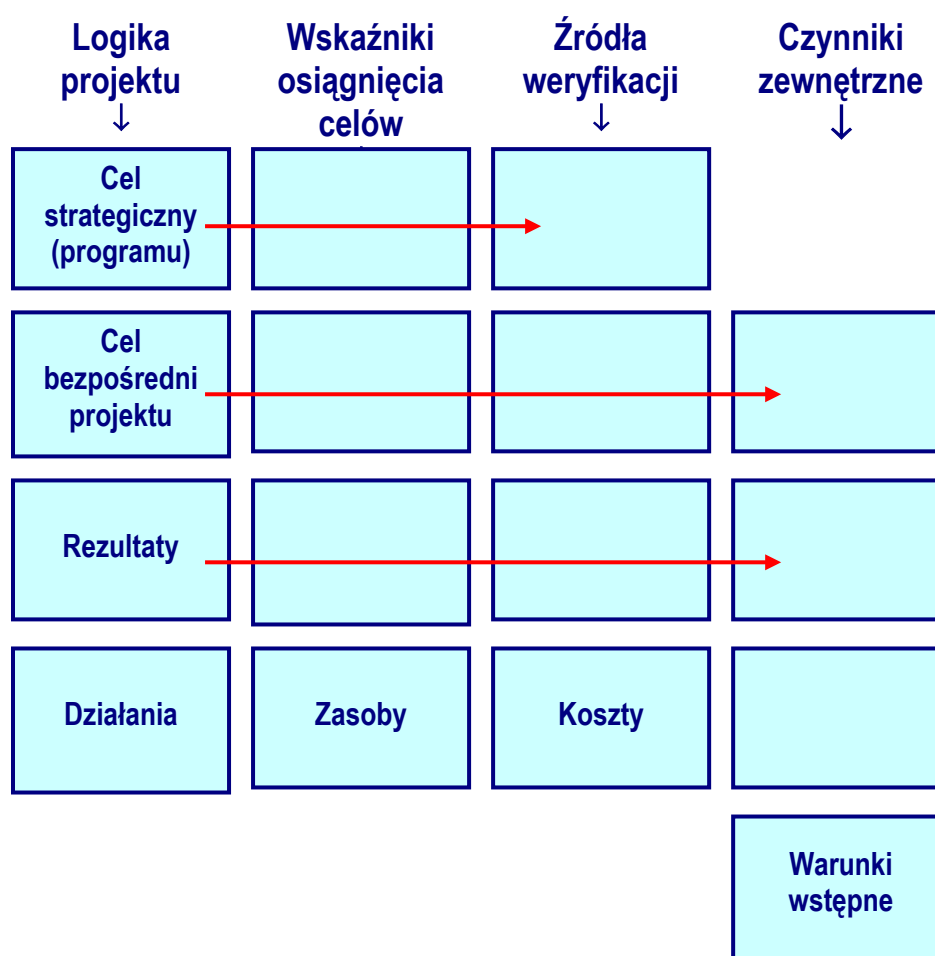 Logika
projektu
↓
Wskaźniki
osiągnięcia
celów
Źródła
weryfikacji
↓
Czynniki
zewnętrzne
↓
Cel
strategiczny
(programu)
Cel
bezpośredni
projektu
Rezultaty
Działania
Zasoby
Koszty
Warunki
wstępne